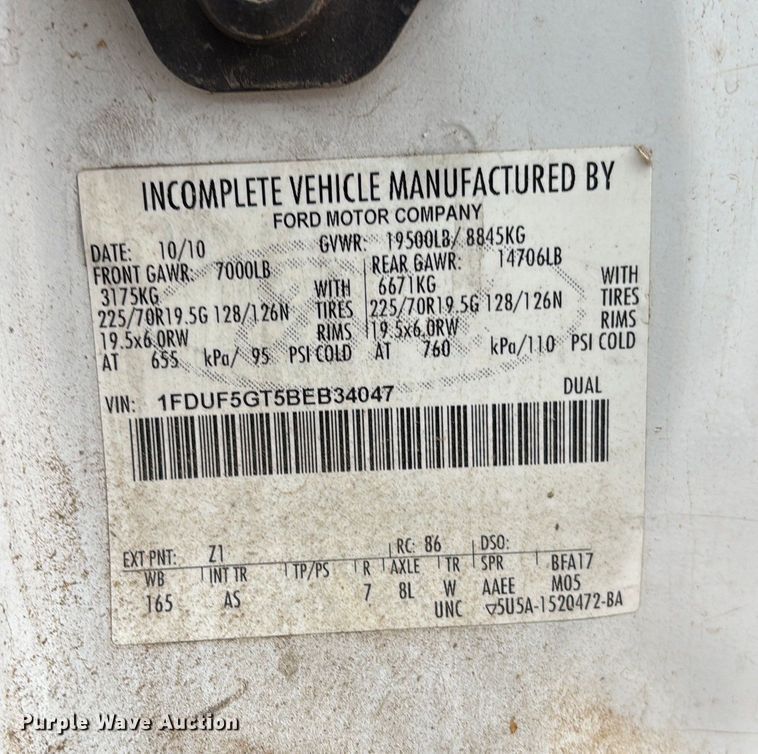 INCOMPLETE VEHICLE MANUFACTURED BY
FORD MOTOR COMPANY
DATE: 10/10 GVWR: 19500LB/ 8845KG
FRONT GAWR: 7000LB REAR GAWR: 14706LB
3175KG WITH 6671KG WITH
225/70R19.5G 128/126N TIRES 225/70R19.5G 128/126N TIRES
19.5x6.0RW RIMS 19.5x6.0RW RIMS
AT 655 kPa/ 95 PSI COLD AT 760 kPa/110 PSI COLD
VIN: 1FDUF5GT5BEB34047 DUAL
EXT PNT: Z1 RC: 86 DSO:
WB INT TR TP/PS R AXLE TR SPR BFA17
165 AS 7 8L W AAEE M05
UNC ▽5U5A-1520472-BA
Purple Wave Auction